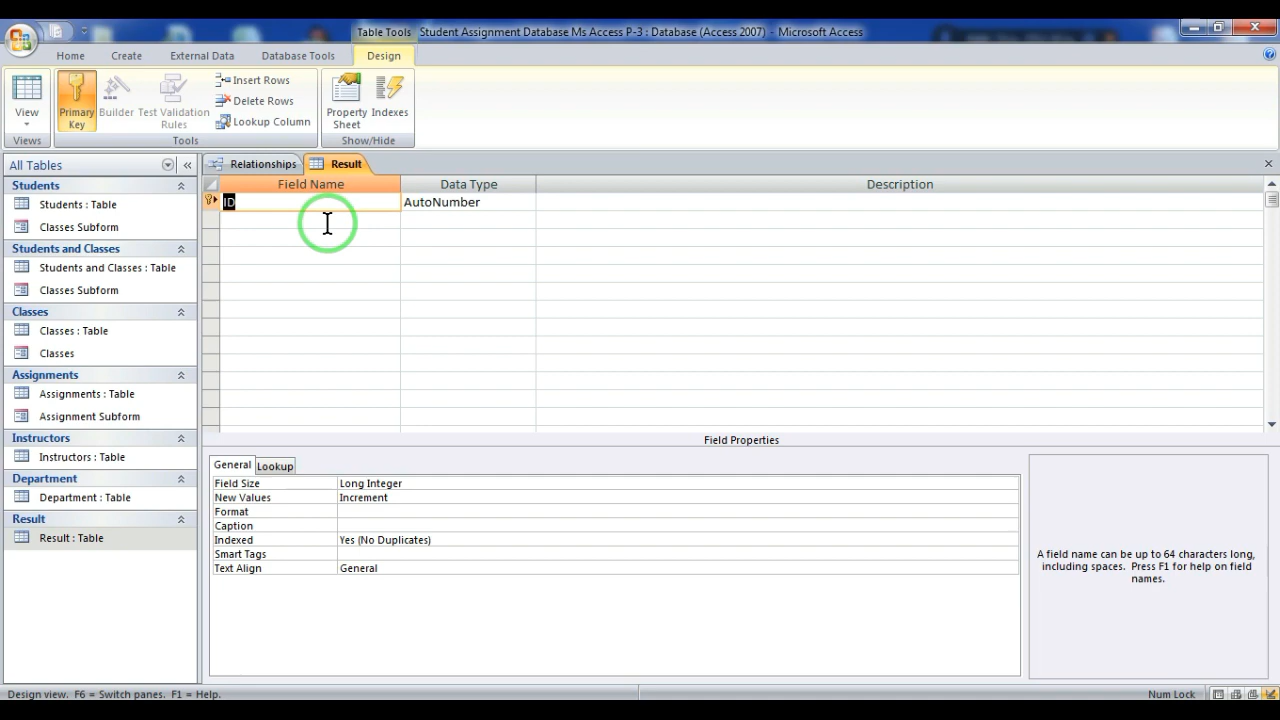 Table Tools Student Assignment Database Ms Access P-3 : Database (Access 2007) - Microsoft Access
Home Create External Data Database Tools Design
View
Views
Primary Key
Builder
Test Validation Rules
Insert Rows
Delete Rows
Lookup Column
Tools
Property Sheet
Indexes
Show/Hide
All Tables
Students
Students : Table
Classes Subform
Students and Classes
Students and Classes : Table
Classes Subform
Classes
Classes : Table
Classes
Assignments
Assignments : Table
Assignment Subform
Instructors
Instructors : Table
Department
Department : Table
Result
Result : Table
Relationships Result
Field Name Data Type Description
ID AutoNumber
Field Properties
General Lookup
Field Size Long Integer
New Values Increment
Format
Caption
Indexed Yes (No Duplicates)
Smart Tags
Text Align General
A field name can be up to 64 characters long,
including spaces. Press F1 for help on field
names.
Design view. F6 = Switch panes. F1 = Help.
Num Lock